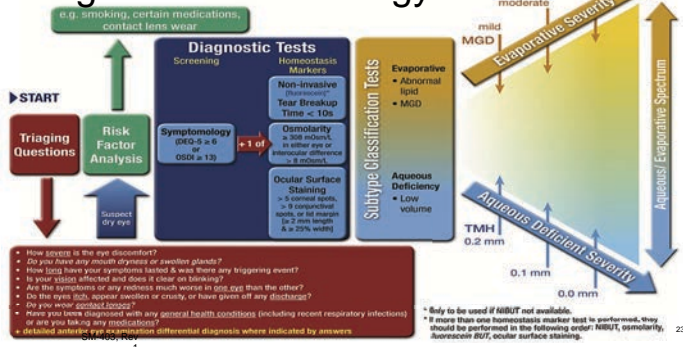 e.g. smoking, certain medications,
contact lens wear
▶START
Triaging
Questions
Risk
Factor
Analysis
Suspect
dry eye
Diagnostic Tests
Screening
Homeostasis
Markers
Symptomology
(DEQ-5 ≥ 6
or
OSDI ≥ 13)
+1 of
Non-invasive
[fluorescein]*
Tear Breakup
Time < 10s
Osmolarity
≥ 308 mOsm/L
in either eye or
interocular difference
> 8 mOsm/L
Ocular Surface
Staining
> 5 corneal spots,
> 9 conjunctival
spots, or lid margin
[≥ 2 mm length
& ≥ 25% width]
Subtype Classification Tests
Evaporative
• Abnormal
lipid
• MGD
Aqueous
Deficiency
• Low
volume
moderate
mild
MGD
Evaporative Severity
Aqueous/ Evaporative Spectrum
Aqueous Deficient Severity
TMH
0.2 mm
0.1 mm
0.0 mm
• How severe is the eye discomfort?
• Do you have any mouth dryness or swollen glands?
• How long have your symptoms lasted & was there any triggering event?
• Is your vision affected and does it clear on blinking?
• Are the symptoms or any redness much worse in one eye than the other?
• Do the eyes itch, appear swollen or crusty, or have given off any discharge?
• Do you wear contact lenses?
• Have you been diagnosed with any general health conditions (including recent respiratory infections)
or are you taking any medications?
+ detailed anterior eye examination differential diagnosis where indicated by answers
* Only to be used if NIBUT not available.
* If more than one homeostasis marker test is performed, they
should be performed in the following order: NIBUT, osmolarity,
fluorescein BUT, ocular surface staining.
23